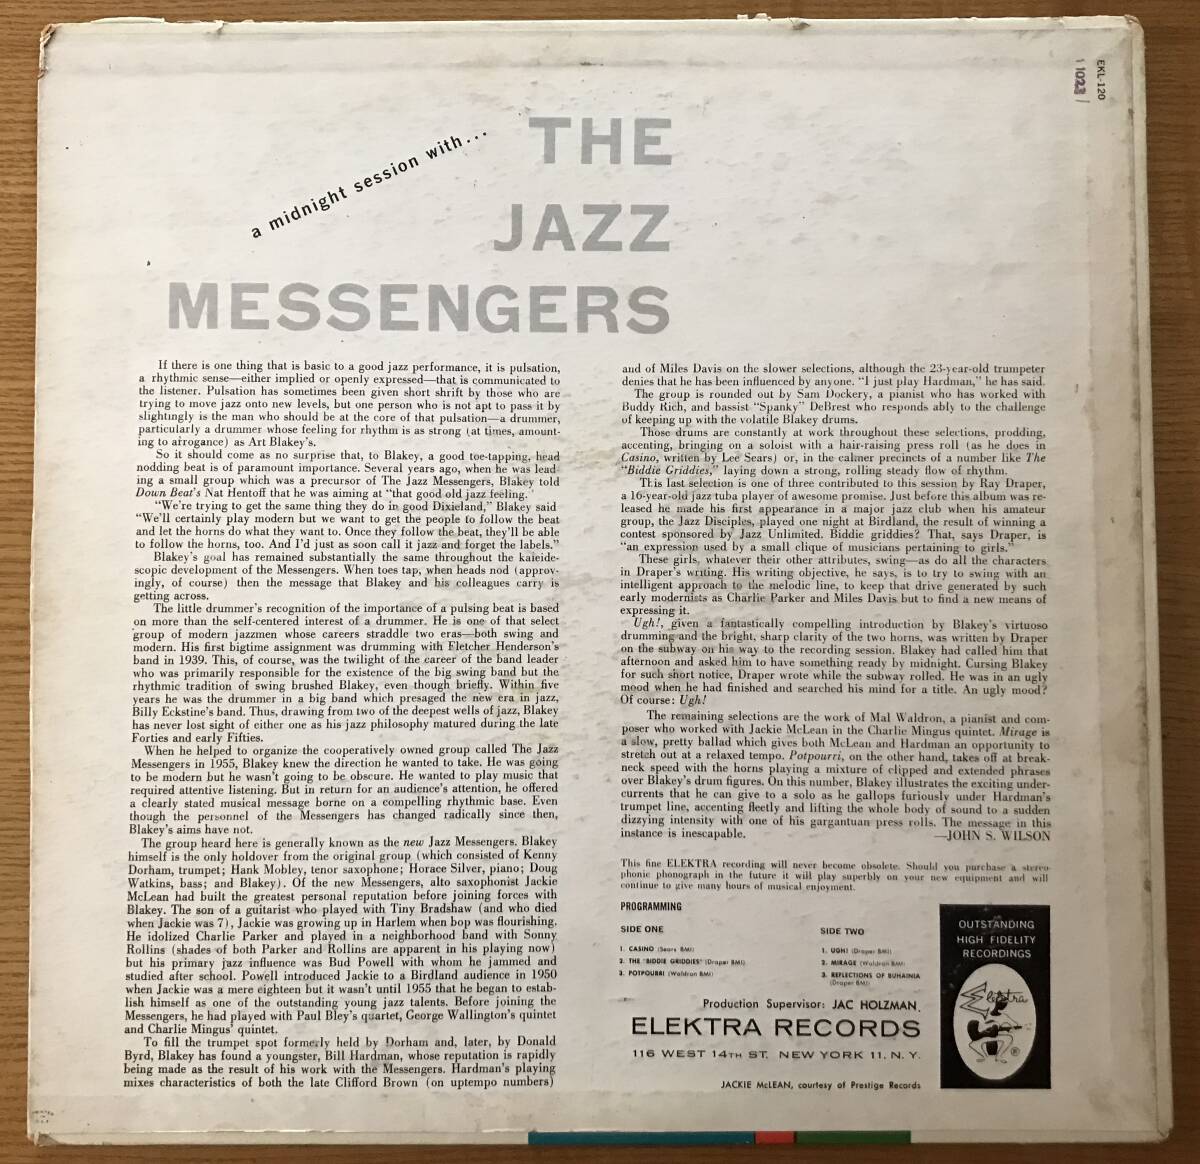 EKL-120
11023
a midnight session with...
THE
JAZZ
MESSENGERS
If there is one thing that is basic to a good jazz performance, it is pulsation,
a rhythmic sense—either implied or openly expressed—that is communicated to
the listener. Pulsation has sometimes been given short shrift by those who are
trying to move jazz onto new levels, but one person who is not apt to pass it by
slightingly is the man who should be at the core of that pulsation—a drummer,
particularly a drummer whose feeling for rhythm is as strong (at times, amount-
ing to arrogance) as Art Blakey's.
So it should come as no surprise that, to Blakey, a good toe-tapping, head
nodding beat is of paramount importance. Several years ago, when he was lead
ing a small group which was a precursor of The Jazz Messengers, Blakey told
Down Beat's Nat Hentoff that he was aiming at "that good old jazz feeling."
"We're trying to get the same thing they do in good Dixieland," Blakey said
"We'll certainly play modern but we want to get the people to follow the beat
and let the horns do what they want to. Once they follow the beat, they'll be able
to follow the horns, too. And I'd just as soon call it jazz and forget the labels."
Blakey's goal has remained substantially the same throughout the kaleide-
scopic development of the Messengers. When toes tap, when heads nod (approv-
ingly, of course) then the message that Blakey and his colleagues carry is
getting across.
The little drummer's recognition of the importance of a pulsing beat is based
on more than the self-centered interest of a drummer. He is one of that select
group of modern jazzmen whose careers straddle two eras—both swing and
modern. His first bigtime assignment was drumming with Fletcher Henderson's
band in 1939. This, of course, was the twilight of the career of the band leader
who was primarily responsible for the existence of the big swing band but the
rhythmic tradition of swing brushed Blakey, even though briefly. Within five
years he was the drummer in a big band which presaged the new era in jazz,
Billy Eckstine's band. Thus, drawing from two of the deepest wells of jazz, Blakey
has never lost sight of either one as his jazz philosophy matured during the late
Forties and early Fifties.
When he helped to organize the cooperatively owned group called The Jazz
Messengers in 1955, Blakey knew the direction he wanted to take. He was going
to be modern but he wasn't going to be obscure. He wanted to play music that
required attentive listening. But in return for an audience's attention, he offered
a clearly stated musical message borne on a compelling rhythmic base. Even
though the personnel of the Messengers has changed radically since then,
Blakey's aims have not.
The group heard here is generally known as the new Jazz Messengers. Blakey
himself is the only holdover from the original group (which consisted of Kenny
Dorham, trumpet; Hank Mobley, tenor saxophone; Horace Silver, piano; Doug
Watkins, bass; and Blakey). Of the new Messengers, alto saxophonist Jackie
McLean had built the greatest personal reputation before joining forces with
Blakey. The son of a guitarist who played with Tiny Bradshaw (and who died
when Jackie was 7), Jackie was growing up in Harlem when bop was flourishing.
He idolized Charlie Parker and played in a neighborhood band with Sonny
Rollins (shades of both Parker and Rollins are apparent in his playing now)
but his primary jazz influence was Bud Powell with whom he jammed and
studied after school. Powell introduced Jackie to a Birdland audience in 1950
when Jackie was a mere eighteen but it wasn't until 1955 that he began to estab-
lish himself as one of the outstanding young jazz talents. Before joining the
Messengers, he had played with Paul Bley's quartet, George Wallington's quintet
and Charlie Mingus' quintet.
To fill the trumpet spot formerly held by Dorham and, later, by Donald
Byrd, Blakey has found a youngster, Bill Hardman, whose reputation is rapidly
being made as the result of his work with the Messengers. Hardman's playing
mixes characteristics of both the late Clifford Brown (on uptempo numbers)
and of Miles Davis on the slower selections, although the 23-year-old trumpeter
denies that he has been influenced by anyone. "I just play Hardman," he has said.
The group is rounded out by Sam Dockery, a pianist who has worked with
Buddy Rich, and bassist "Spanky" DeBrest who responds ably to the challenge
of keeping up with the volatile Blakey drums.
Those drums are constantly at work throughout these selections, prodding,
accenting, bringing on a soloist with a hair-raising press roll (as he does in
Casino, written by Lee Sears) or, in the calmer precincts of a number like The
"Biddie Griddies," laying down a strong, rolling steady flow of rhythm.
This last selection is one of three contributed to this session by Ray Draper,
a 16-year-old jazz tuba player of awesome promise. Just before this album was re-
leased he made his first appearance in a major jazz club when his amateur
group, the Jazz Disciples, played one night at Birdland, the result of winning a
contest sponsored by Jazz Unlimited. Biddie griddies? That, says Draper, is
"an expression used by a small clique of musicians pertaining to girls."
These girls, whatever their other attributes, swing—as do all the characters
in Draper's writing. His writing objective, he says, is to try to swing with an
intelligent approach to the melodic line, to keep that drive generated by such
early modernists as Charlie Parker and Miles Davis but to find a new means of
expressing it.
Ugh!, given a fantastically compelling introduction by Blakey's virtuoso
drumming and the bright, sharp clarity of the two horns, was written by Draper
on the subway on his way to the recording session. Blakey had called him that
afternoon and asked him to have something ready by midnight. Cursing Blakey
for such short notice, Draper wrote while the subway rolled. He was in an ugly
mood when he had finished and searched his mind for a title. An ugly mood?
Of course: Ugh!
The remaining selections are the work of Mal Waldron, a pianist and com-
poser who worked with Jackie McLean in the Charlie Mingus quintet. Mirage is
a slow, pretty ballad which gives both McLean and Hardman an opportunity to
stretch out at a relaxed tempo. Potpourri, on the other hand, takes off at break-
neck speed with the horns playing a mixture of clipped and extended phrases
over Blakey's drum figures. On this number, Blakey illustrates the exciting under-
currents that he can give to a solo as he gallops furiously under Hardman's
trumpet line, accenting fleetly and lifting the whole body of sound to a sudden
dizzying intensity with one of his gargantuan press rolls. The message in this
instance is inescapable. —JOHN S. WILSON
This fine ELEKTRA recording will never become obsolete. Should you purchase a stereo-
phonic phonograph in the future it will play superbly on your new equipment and will
continue to give many hours of musical enjoyment.
PROGRAMMING
SIDE ONE
1. CASINO (Sears BMI)
2. THE "BIDDIE GRIDDIES" (Draper BMI)
3. POTPOURRI (Waldron BMI)
SIDE TWO
1. UGH! (Draper BMI)
2. MIRAGE (Waldron BMI)
3. REFLECTIONS OF BUHAINIA
(Draper BMI)
Production Supervisor: JAC HOLZMAN
ELEKTRA RECORDS
116 WEST 14TH ST. NEW YORK 11. N. Y.
JACKIE McLEAN, courtesy of Prestige Records
OUTSTANDING
HIGH FIDELITY
RECORDINGS
Elektra
®